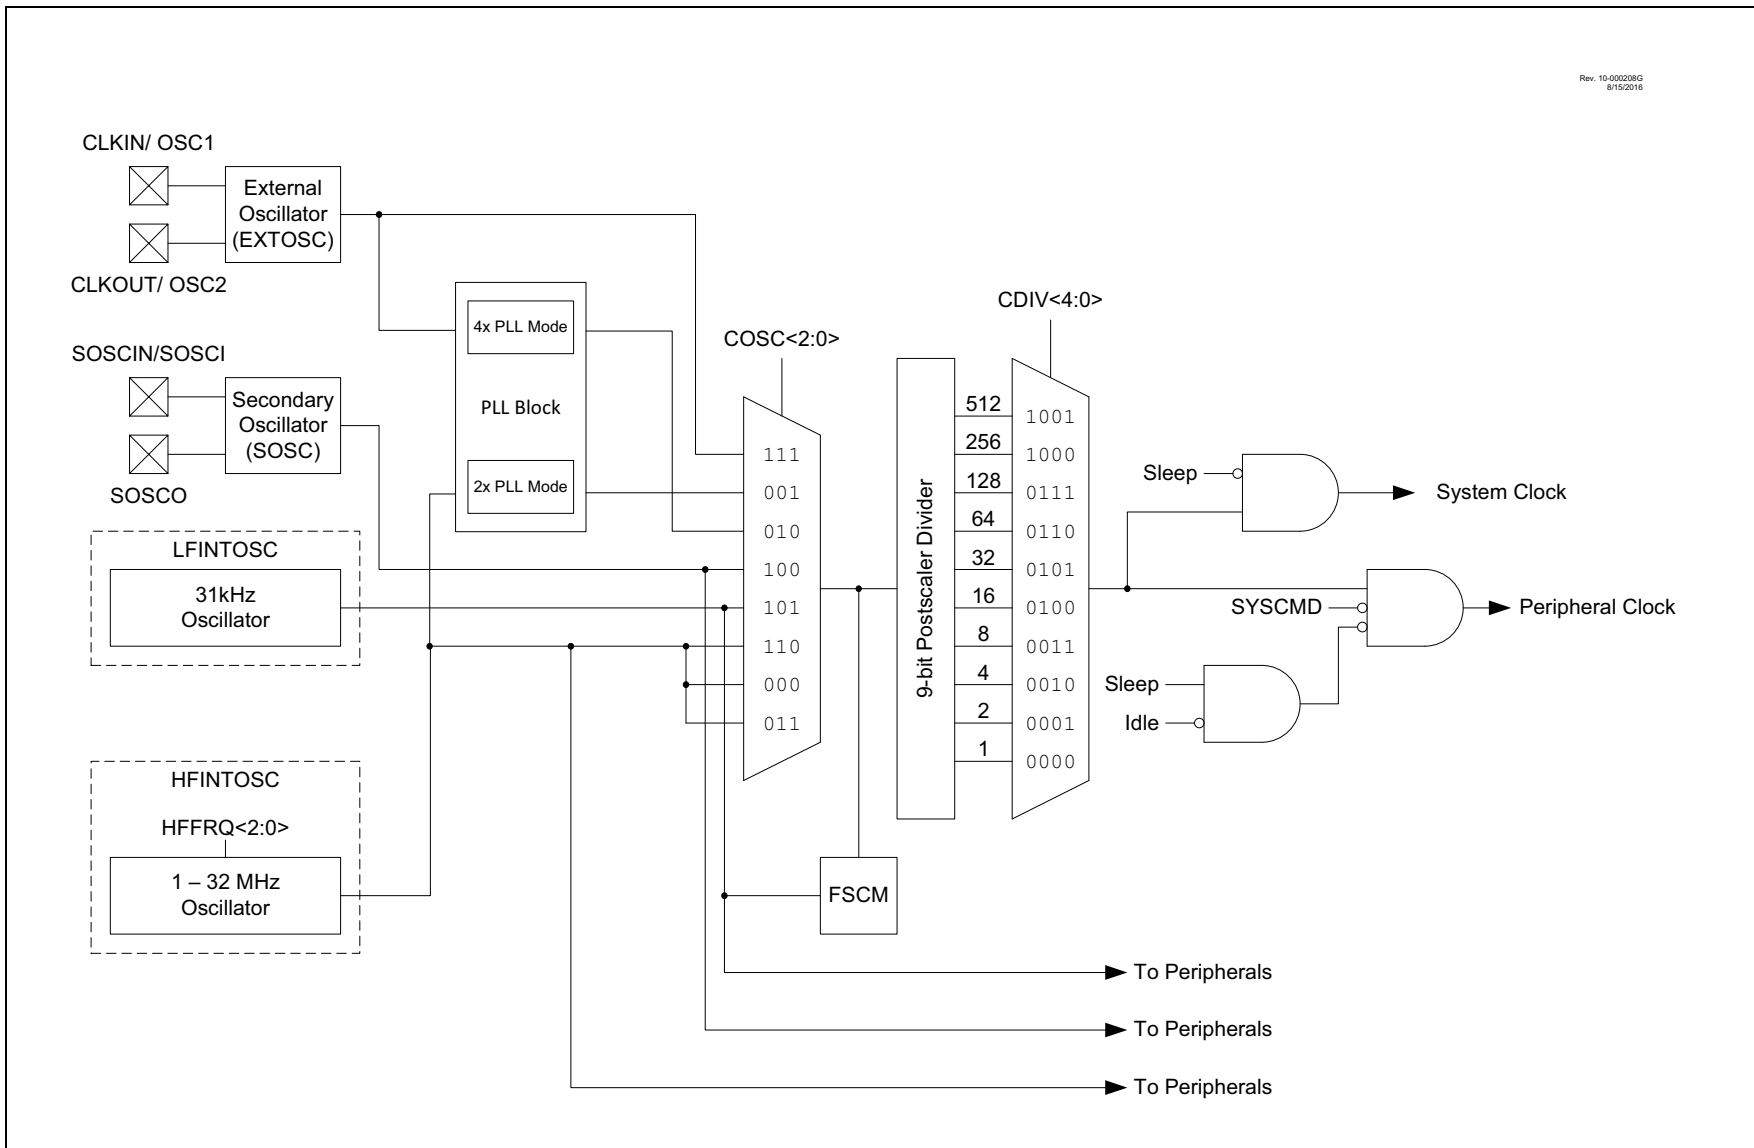 Rev. 10-000208G
8/15/2016
CLKIN/ OSC1
External
Oscillator
(EXTOSC)
CLKOUT/ OSC2
SOSCIN/SOSCI
Secondary
Oscillator
(SOSC)
SOSCO
LFINTOSC
31kHz
Oscillator
HFINTOSC
HFFRQ<2:0>
1 – 32 MHz
Oscillator
4x PLL Mode
PLL Block
2x PLL Mode
COSC<2:0>
111
001
010
100
101
110
000
011
FSCM
9-bit Postscaler Divider
CDIV<4:0>
512 1001
256 1000
128 0111
64 0110
32 0101
16 0100
8 0011
4 0010
2 0001
1 0000
Sleep
System Clock
SYSCMD
Peripheral Clock
Sleep
Idle
To Peripherals
To Peripherals
To Peripherals